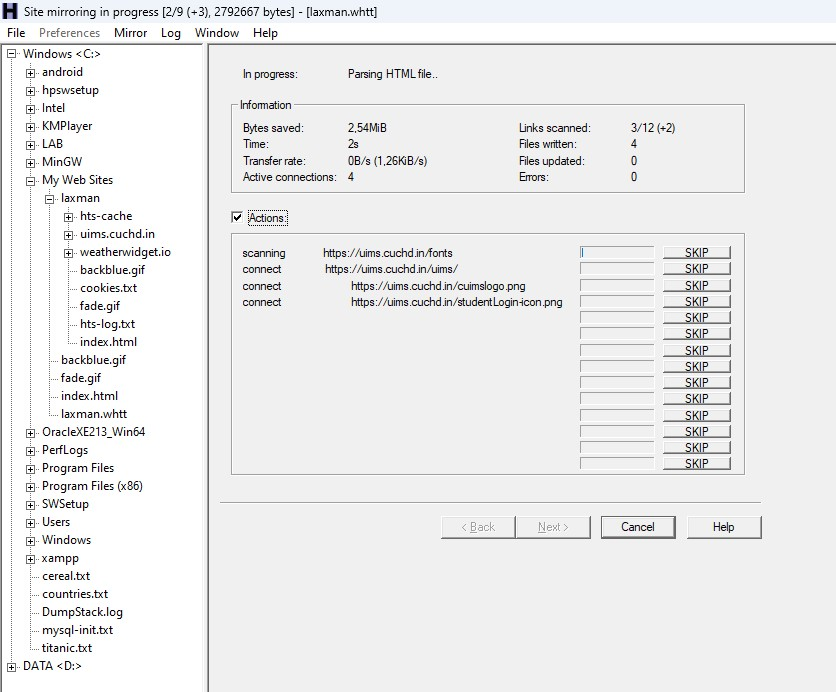 Site mirroring in progress [2/9 (+3), 2792667 bytes] - [laxman.whtt]
File Preferences Mirror Log Window Help
Windows <C:>
android
hpswsetup
Intel
KMPlayer
LAB
MinGW
My Web Sites
laxman
hts-cache
uims.cuchd.in
weatherwidget.io
backblue.gif
cookies.txt
fade.gif
hts-log.txt
index.html
backblue.gif
fade.gif
index.html
laxman.whtt
OracleXE213_Win64
PerfLogs
Program Files
Program Files (x86)
SWSetup
Users
Windows
xampp
cereal.txt
countries.txt
DumpStack.log
mysql-init.txt
titanic.txt
DATA <D:>
In progress: Parsing HTML file..
Information
Bytes saved: 2,54MiB Links scanned: 3/12 (+2)
Time: 2s Files written: 4
Transfer rate: 0B/s (1,26KiB/s) Files updated: 0
Active connections: 4 Errors: 0
Actions:
scanning https://uims.cuchd.in/fonts SKIP
connect https://uims.cuchd.in/uims/ SKIP
connect https://uims.cuchd.in/cuimslogo.png SKIP
connect https://uims.cuchd.in/studentLogin-icon.png SKIP
SKIP
SKIP
SKIP
SKIP
SKIP
SKIP
SKIP
SKIP
SKIP
SKIP
< Back Next > Cancel Help